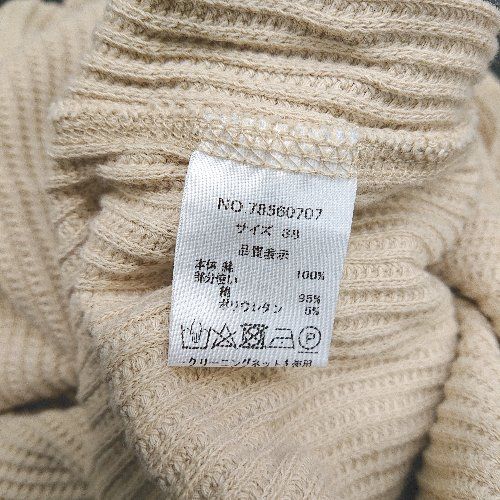 NO.78560707
サイズ 38
品質表示
本体 綿 100%
部分使い
綿 95%
ポリウレタン 5%
クリーニングネット使用